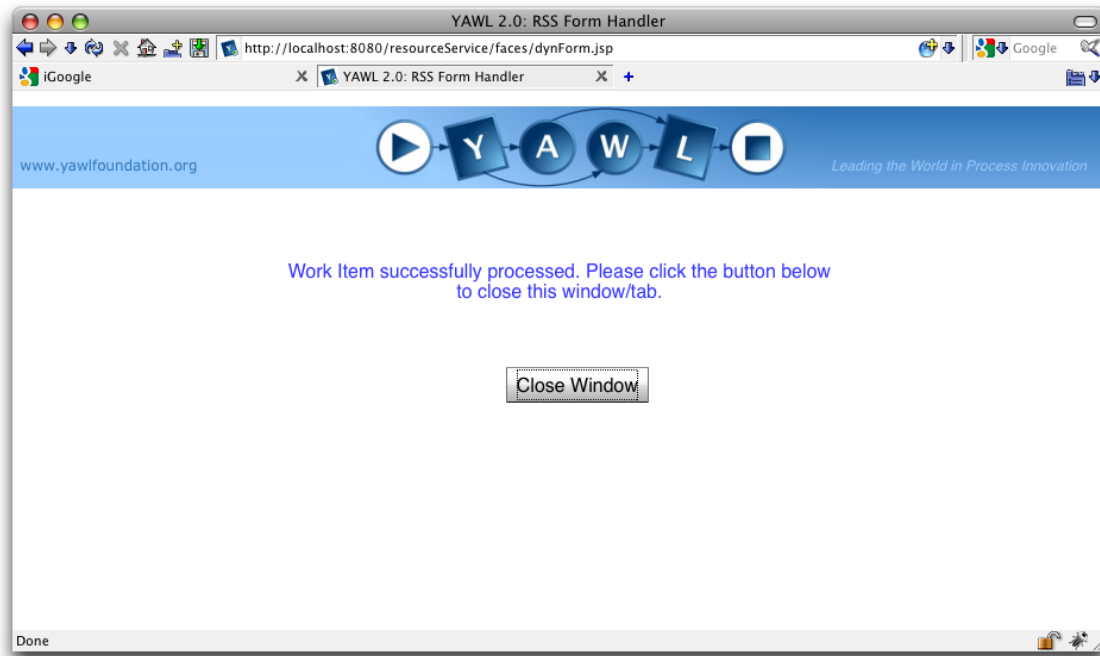 YAWL 2.0: RSS Form Handler
http://localhost:8080/resourceService/faces/dynForm.jsp
Google
iGoogle
YAWL 2.0: RSS Form Handler
www.yawlfoundation.org
Y A W L
Leading the World in Process Innovation
Work Item successfully processed. Please click the button below
to close this window/tab.
Close Window
Done